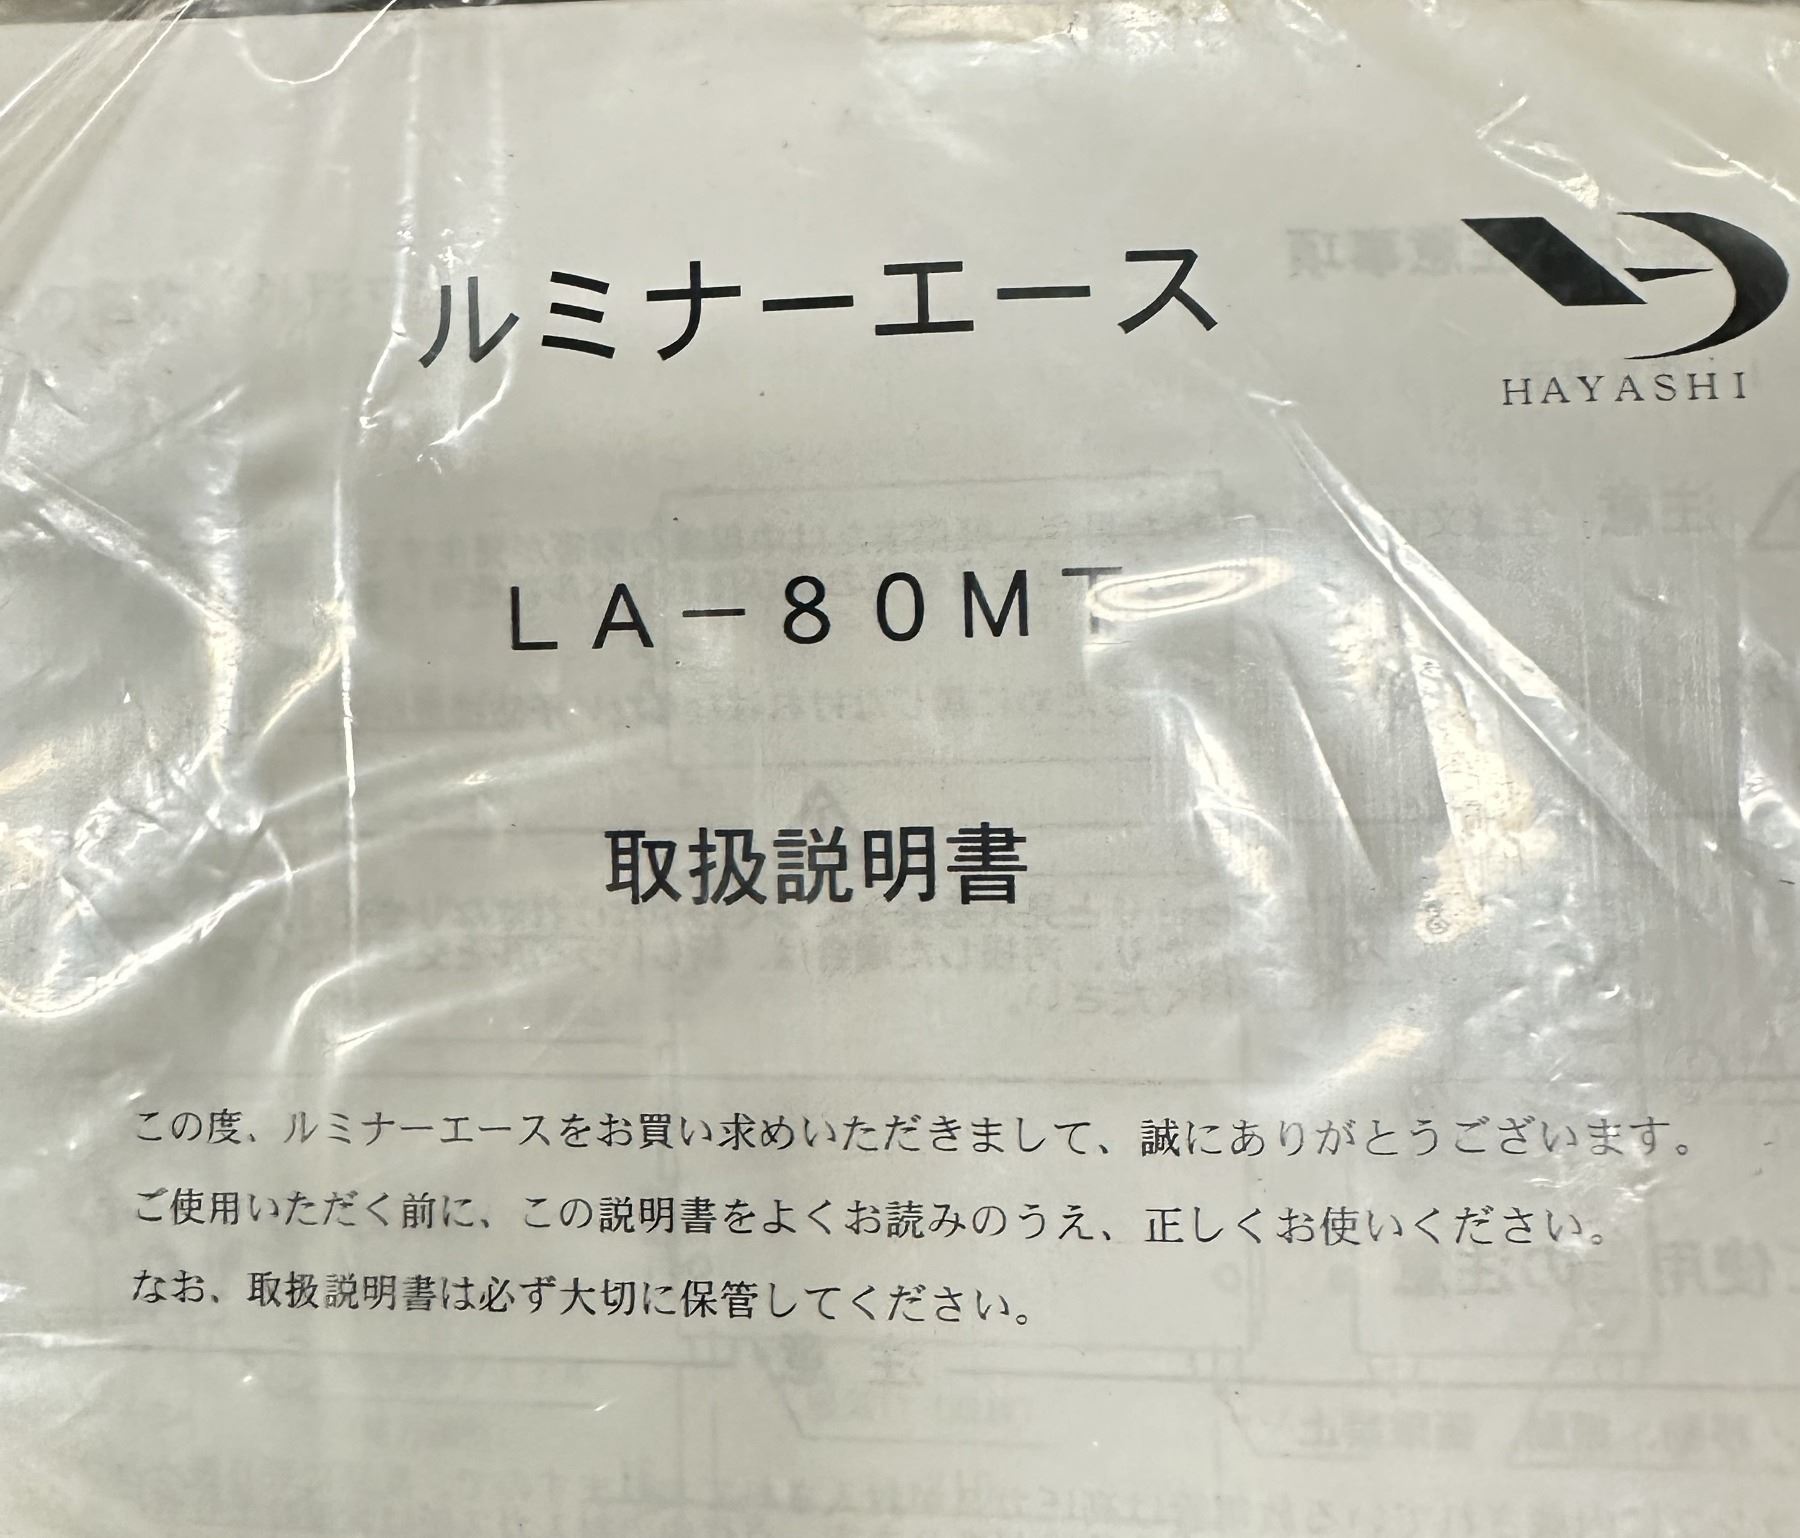 ルミナーエース
HAYASHI
LA-80MT
取扱説明書
この度、ルミナーエースをお買い求めいただきまして、誠にありがとうございます。
ご使用いただく前に、この説明書をよくお読みのうえ、正しくお使いください。
なお、取扱説明書は必ず大切に保管してください。